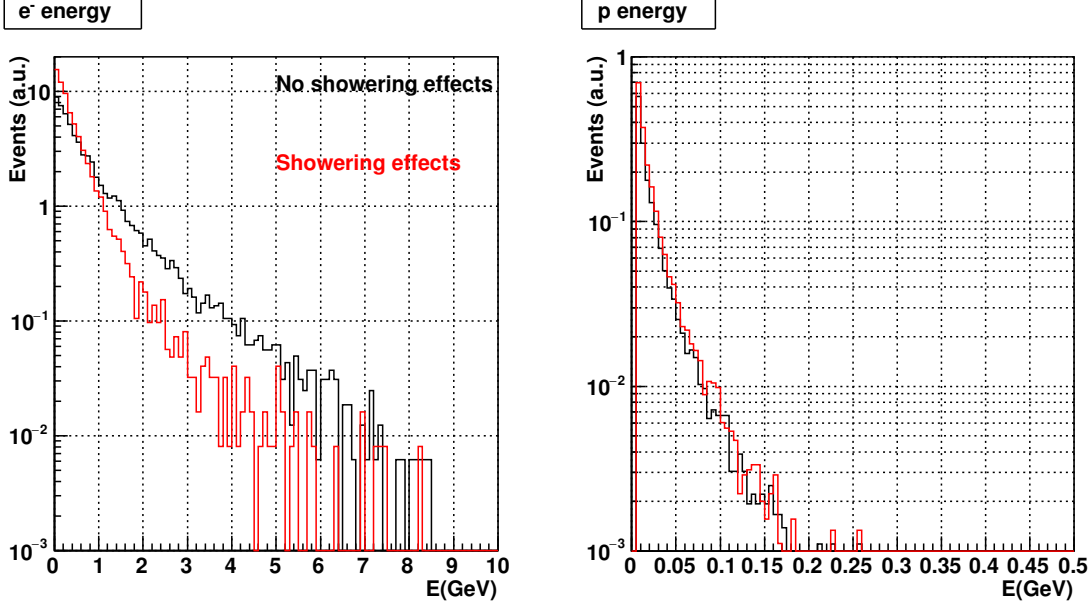 e⁻ energy
Events (a.u.)
10
1
10⁻¹
10⁻²
10⁻³
No showering effects
Showering effects
0 1 2 3 4 5 6 7 8 9 10
E(GeV)
p energy
Events (a.u.)
1
10⁻¹
10⁻²
10⁻³
0 0.05 0.1 0.15 0.2 0.25 0.3 0.35 0.4 0.45 0.5
E(GeV)